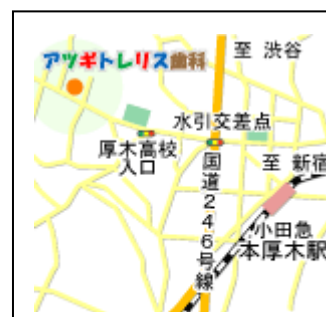 至 渋谷
アツギトレリス歯科
水引交差点
厚木高校
入口
至 新宿
国道246号線
小田急
本厚木駅